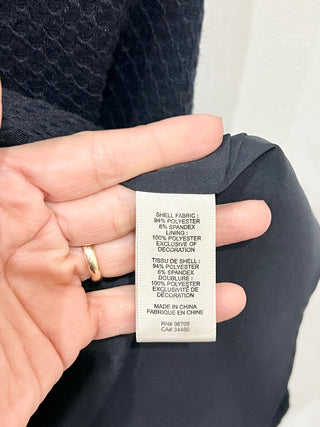 SHELL FABRIC :
94% POLYESTER
6% SPANDEX
LINING :
100% POLYESTER
EXCLUSIVE OF
DECORATION
TISSU DE SHELL :
94% POLYESTER
6% SPANDEX
DOUBLURE :
100% POLYESTER
EXCLUSIVITÉ DE
DÉCORATION
MADE IN CHINA
FABRIQUE EN CHINE
RN# 96705
CA# 34460